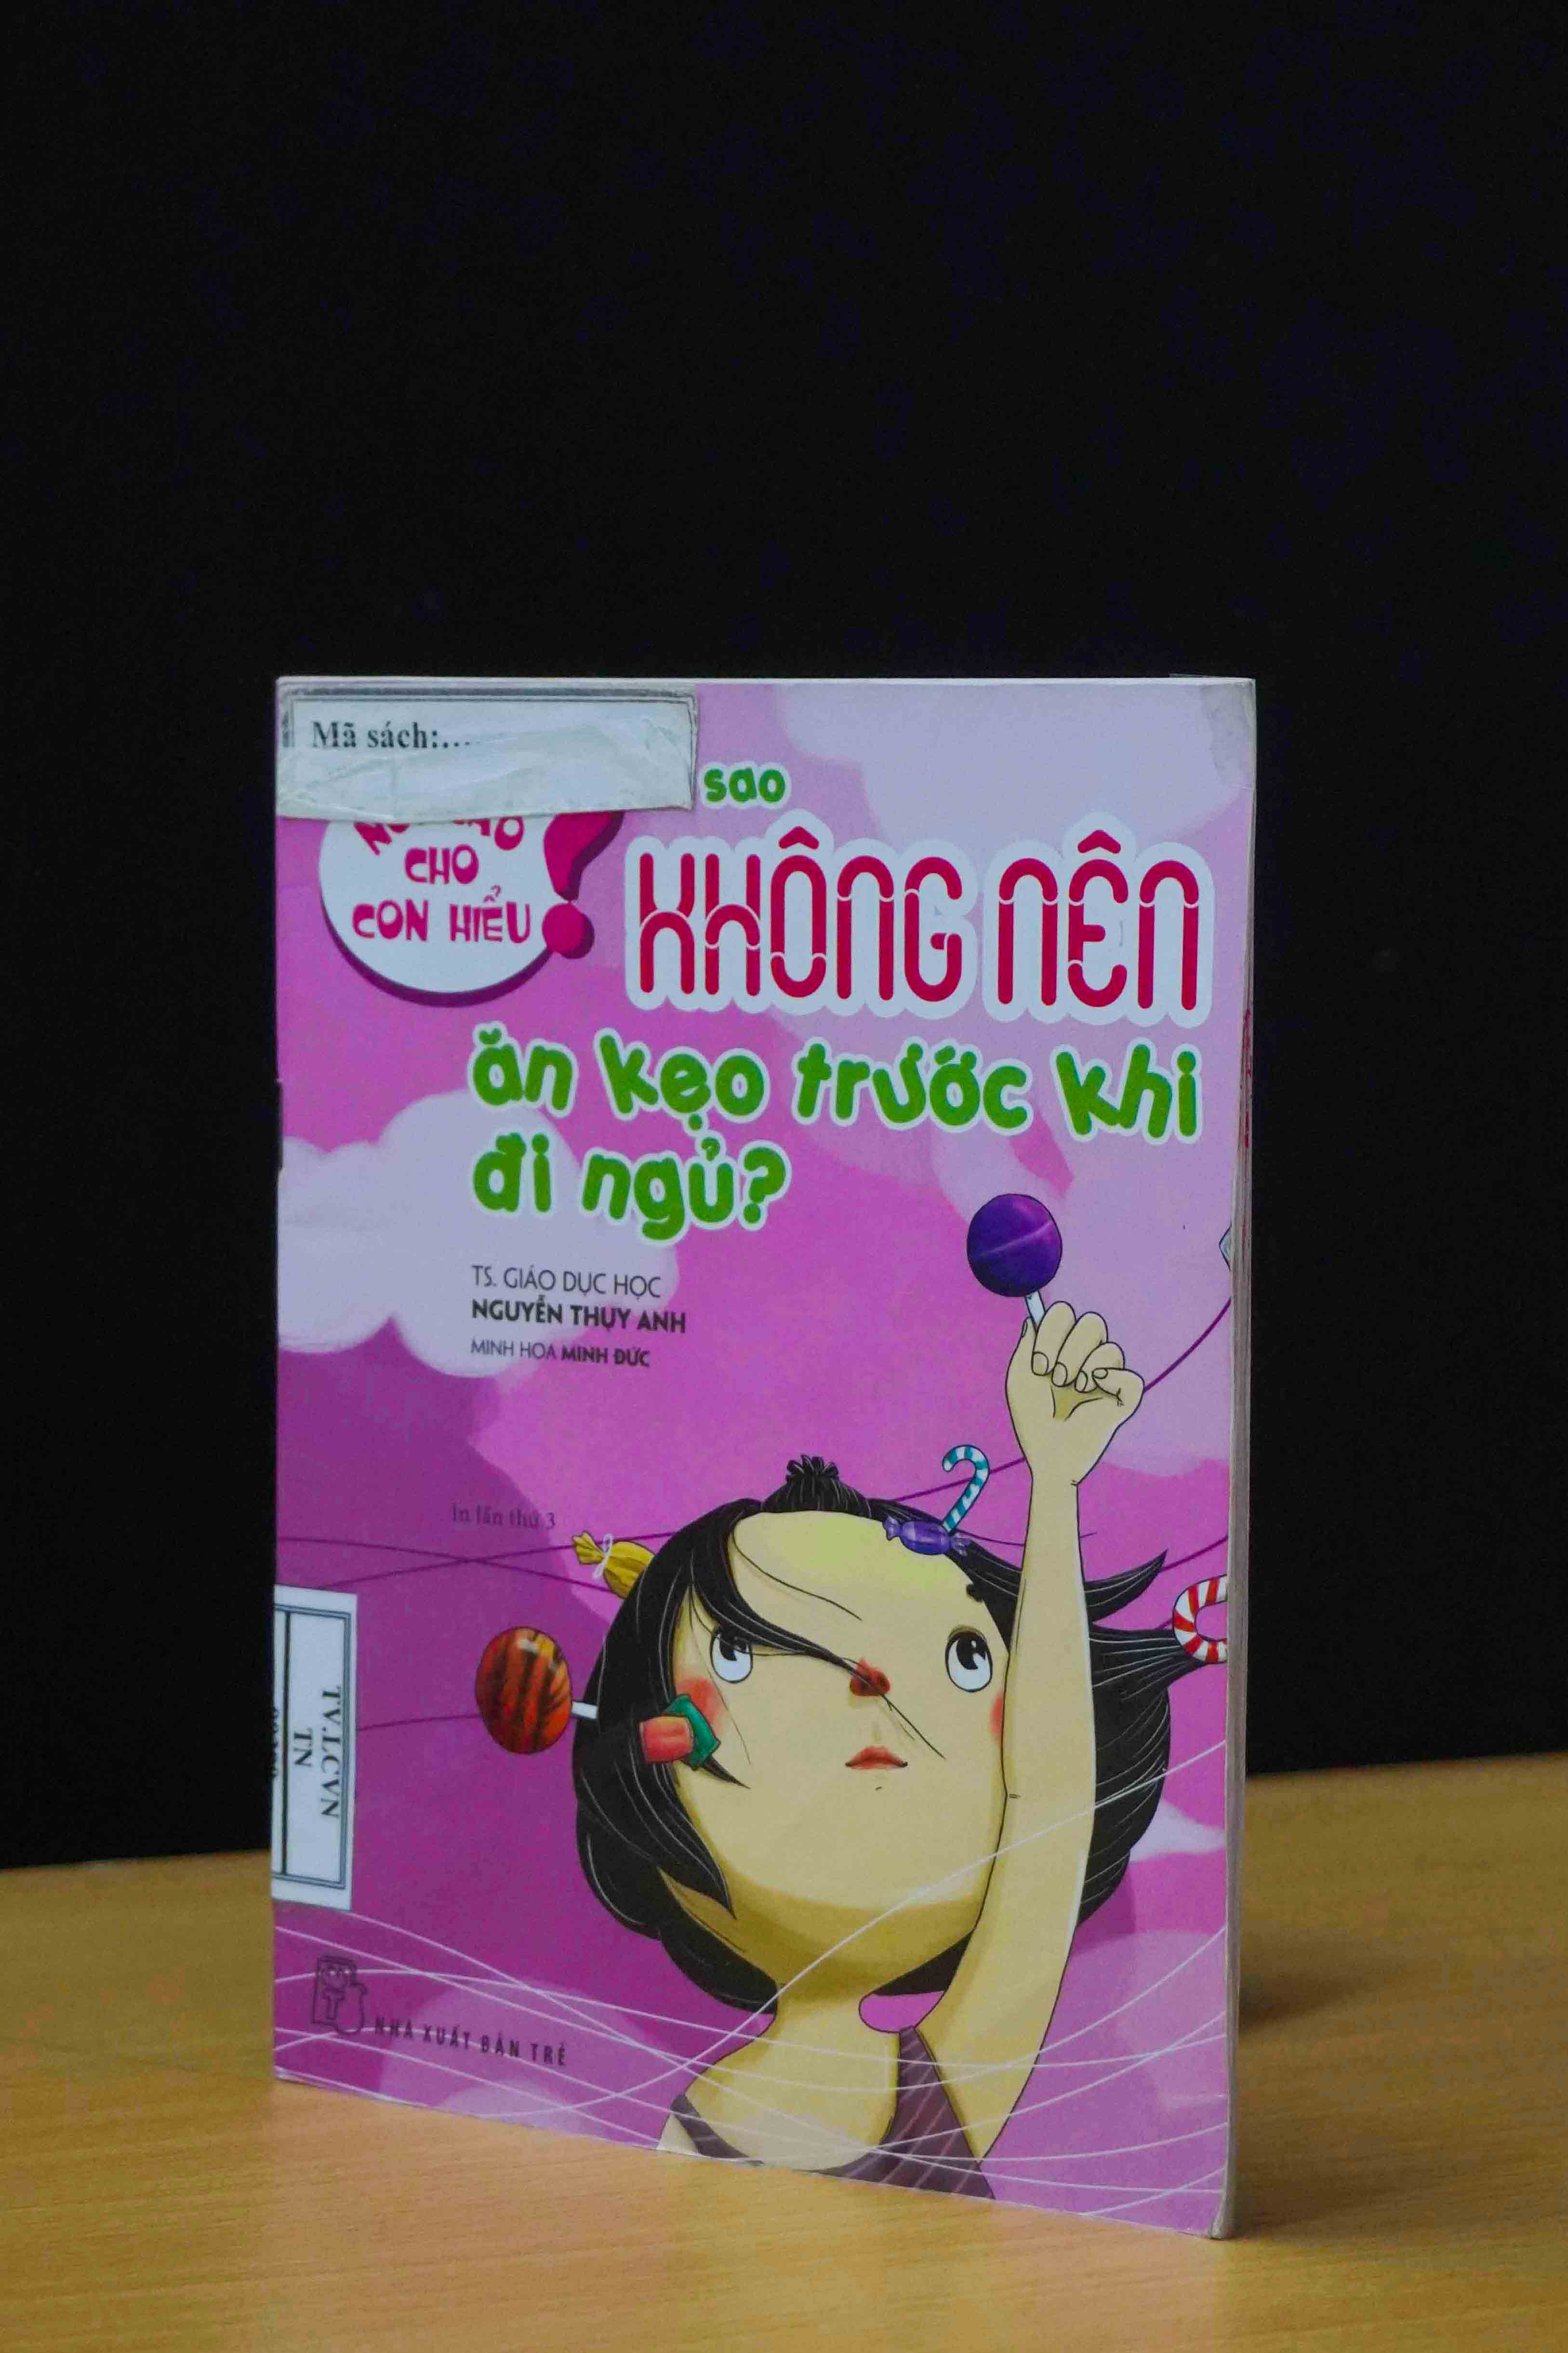 Mã sách:....
sao
CHO
CON HIỂU
KHÔNG NÊN
ăn kẹo trước khi
đi ngủ?
TS. GIÁO DỤC HỌC
NGUYỄN THỤY ANH
MINH HỌA MINH ĐỨC
In lần thứ 3
TV.LCVN
TN
NHÀ XUẤT BẢN TRẺ